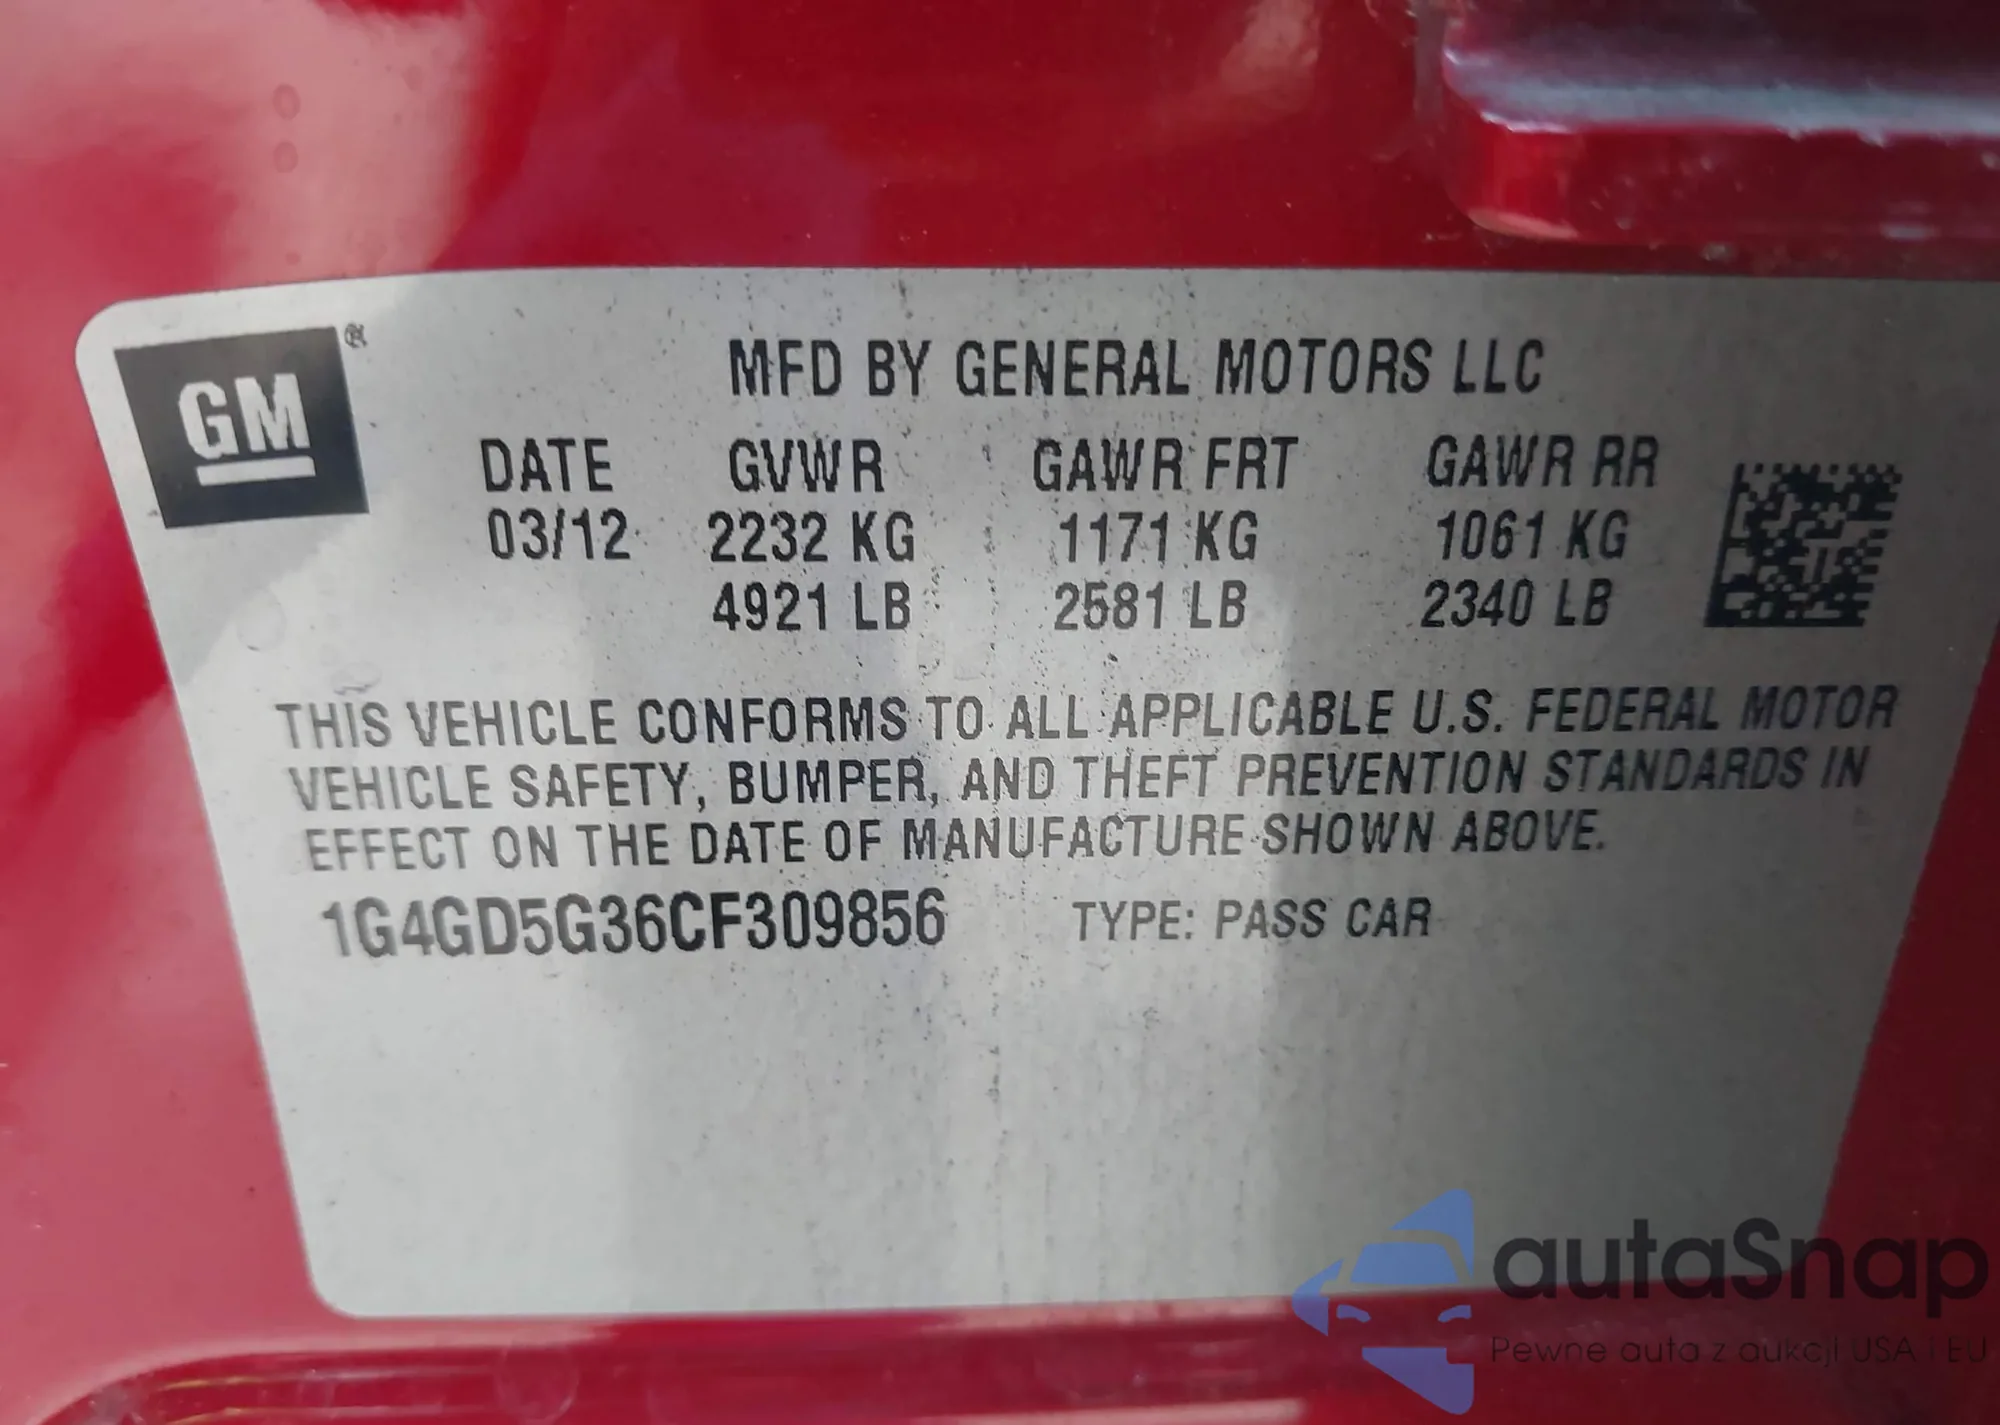 GM ®
MFD BY GENERAL MOTORS LLC
DATE GVWR GAWR FRT GAWR RR
03/12 2232 KG 1171 KG 1061 KG
4921 LB 2581 LB 2340 LB
THIS VEHICLE CONFORMS TO ALL APPLICABLE U.S. FEDERAL MOTOR
VEHICLE SAFETY, BUMPER, AND THEFT PREVENTION STANDARDS IN
EFFECT ON THE DATE OF MANUFACTURE SHOWN ABOVE.
1G4GD5G36CF309856 TYPE: PASS CAR
autaSnap
Pewne auta z aukcji USA i EU